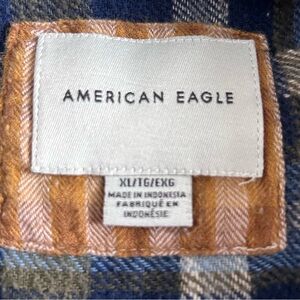 AMERICAN EAGLE
XL/TG/EXG
MADE IN INDONESIA
FABRIQUÉ EN
INDONÉSIE